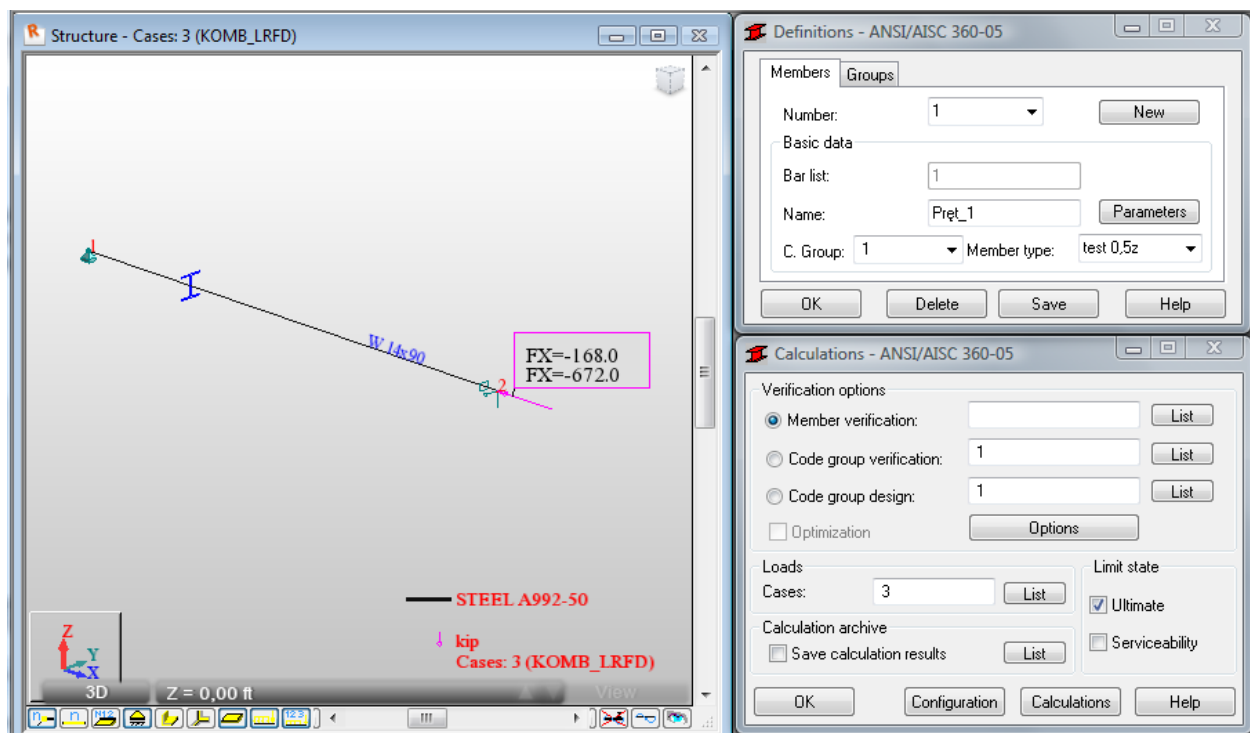 Structure - Cases: 3 (KOMB_LRFD)
1
W 14x90
2
FX=-168.0
FX=-672.0
STEEL A992-50
kip
Cases: 3 (KOMB_LRFD)
Z
Y
X
3D
Z = 0,00 ft
View
Definitions - ANSI/AISC 360-05
Members
Groups
Number:
1
New
Basic data
Bar list:
1
Name:
Pręt_1
Parameters
C. Group:
1
Member type:
test 0,5z
OK
Delete
Save
Help
Calculations - ANSI/AISC 360-05
Verification options
Member verification:
List
Code group verification:
1
List
Code group design:
1
List
Optimization
Options
Loads
Cases:
3
List
Limit state
Ultimate
Serviceability
Calculation archive
Save calculation results
List
OK
Configuration
Calculations
Help